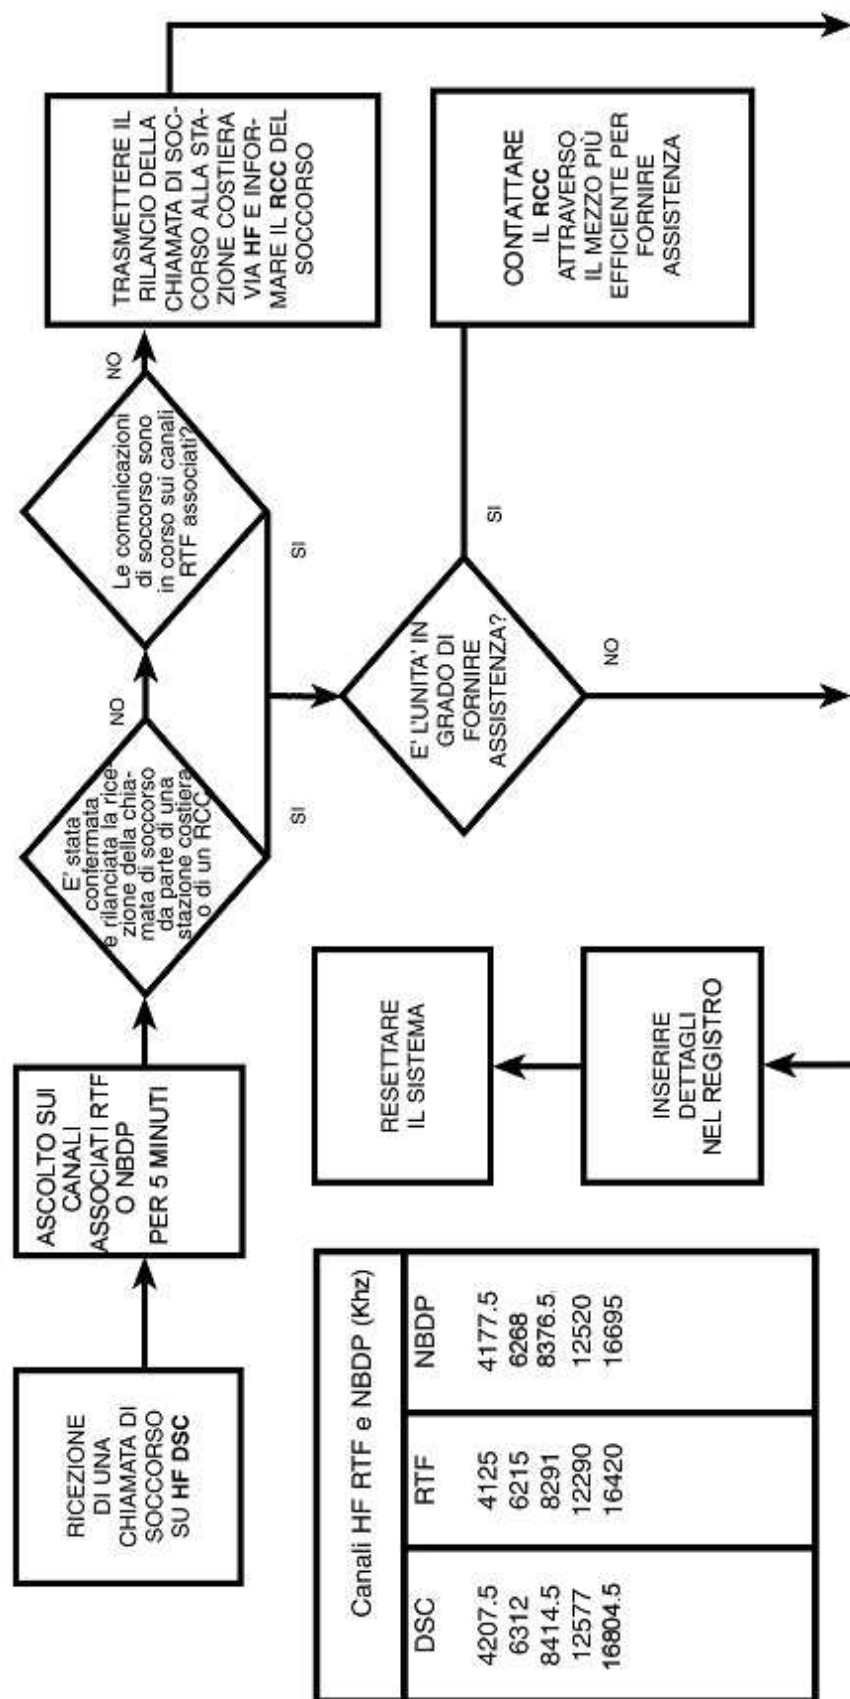 RICEZIONE
DI UNA
CHIAMATA DI
SOCCORSO
SU HF DSC
ASCOLTO SUI
CANALI
ASSOCIATI RTF
O NBDP
PER 5 MINUTI
E' stata
confermata
e rilanciata la rice
zione della chia-
mata di soccorso
da parte di una
stazione costiera
o di un RCC
NO
SI
Le comunicazioni
di soccorso sono
in corso sui canali
RTF associati?
NO
SI
TRASMETTERE IL
RILANCIO DELLA
CHIAMATA DI SOC-
CORSO ALLA STA-
ZIONE COSTIERA
VIA HF E INFOR-
MARE IL RCC DEL
SOCCORSO
E' L'UNITA' IN
GRADO DI
FORNIRE
ASSISTENZA?
SI
NO
CONTATTARE
IL RCC
ATTRAVERSO
IL MEZZO PIÙ
EFFICIENTE PER
FORNIRE
ASSISTENZA
RESETTARE
IL SISTEMA
INSERIRE
DETTAGLI
NEL REGISTRO
Canali HF RTF e NBDP (Khz)
DSC RTF NBDP
4207.5 4125 4177.5
6312 6215 6268
8414.5 8291 8376.5
12577 12290 12520
16804.5 16420 16695